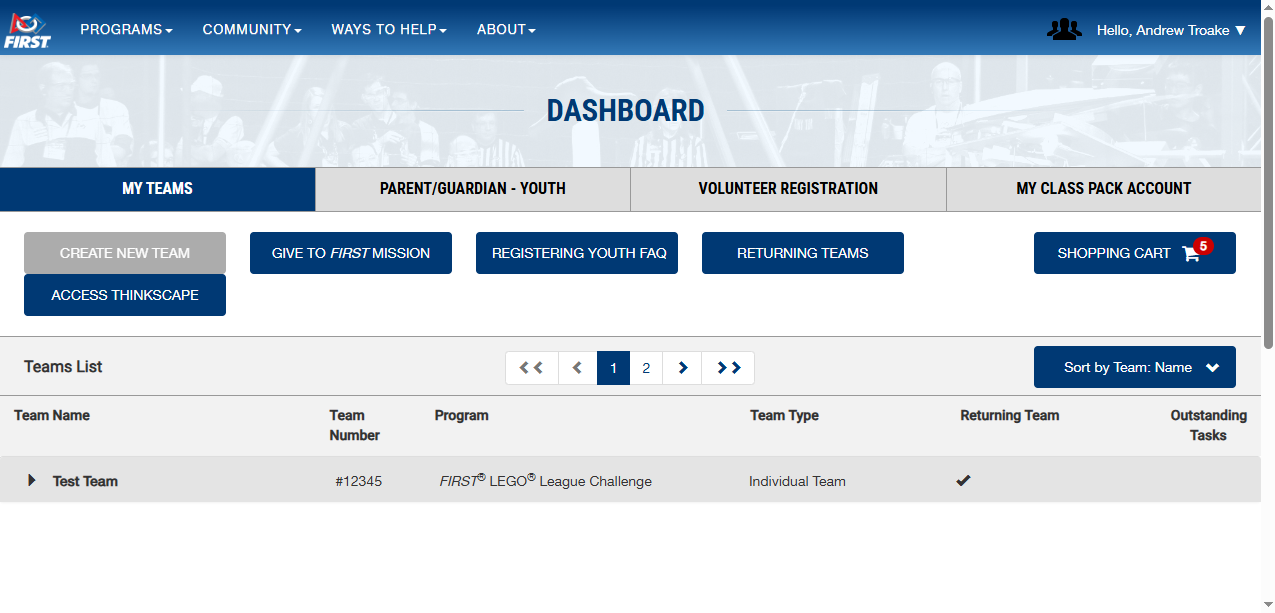 FIRST
PROGRAMS
COMMUNITY
WAYS TO HELP
ABOUT
Hello, Andrew Troake ▼
DASHBOARD
MY TEAMS
PARENT/GUARDIAN - YOUTH
VOLUNTEER REGISTRATION
MY CLASS PACK ACCOUNT
CREATE NEW TEAM
GIVE TO FIRST MISSION
REGISTERING YOUTH FAQ
RETURNING TEAMS
SHOPPING CART 5
ACCESS THINKSCAPE
Teams List
1
2
Sort by Team: Name
Team Name
Team
Number
Program
Team Type
Returning Team
Outstanding
Tasks
Test Team
#12345
FIRST® LEGO® League Challenge
Individual Team